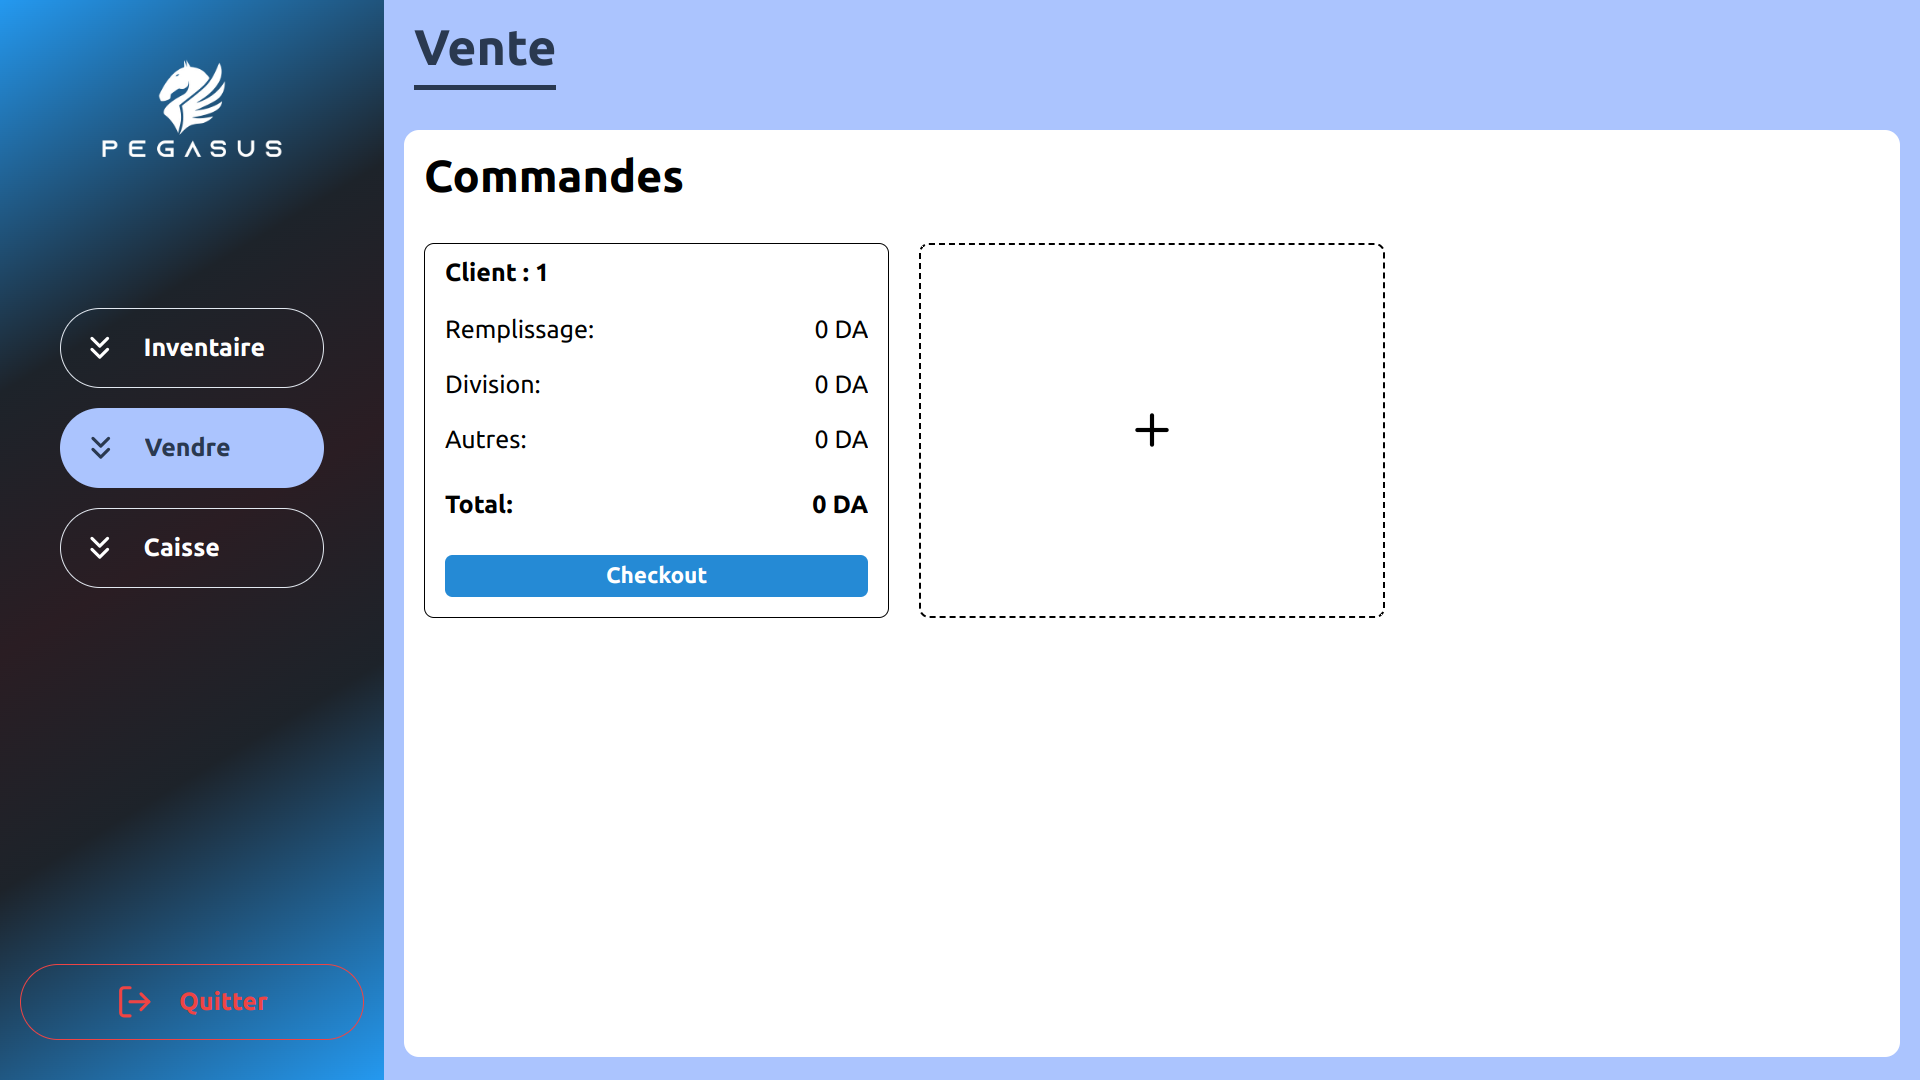 PEGASUS
Inventaire
Vendre
Caisse
Quitter
Vente
Commandes
Client : 1
Remplissage: 0 DA
Division: 0 DA
Autres: 0 DA
Total: 0 DA
Checkout